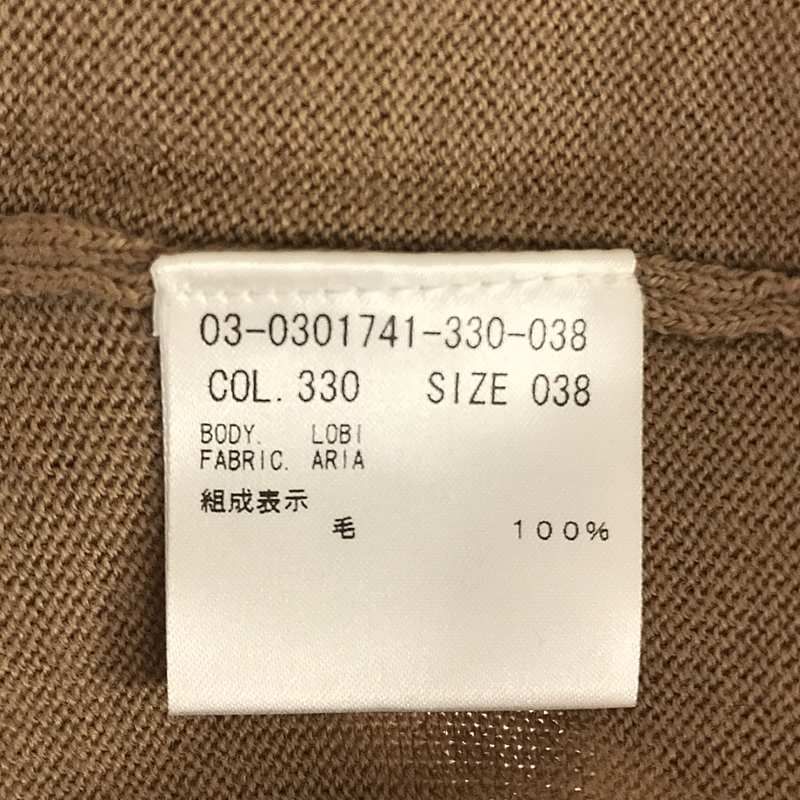 03-0301741-330-038
COL. 330 SIZE 038
BODY. LOBI
FABRIC. ARIA
組成表示
毛 100%